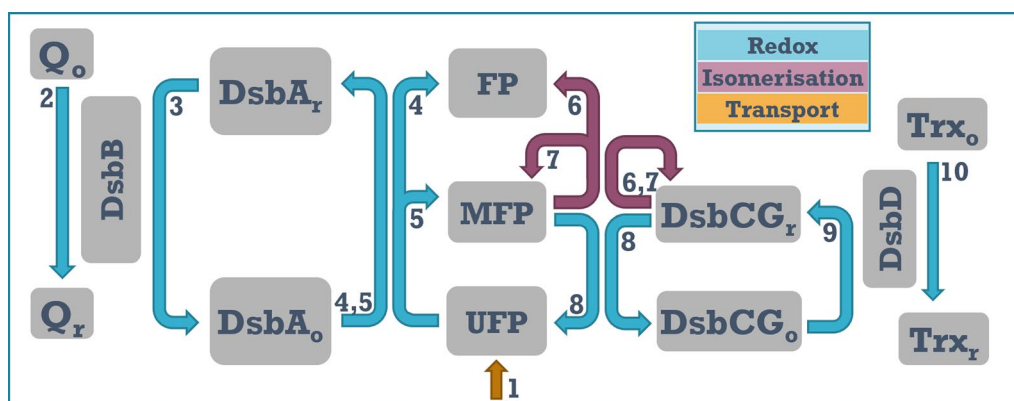 Qo
2
DsbB
Qr
3
DsbAr
DsbAo
4,5
4
FP
6
5
MFP
7
6,7
UFP
8
8
1
DsbCGr
DsbCGo
9
DsbD
Trxo
10
Trxr
Redox
Isomerisation
Transport